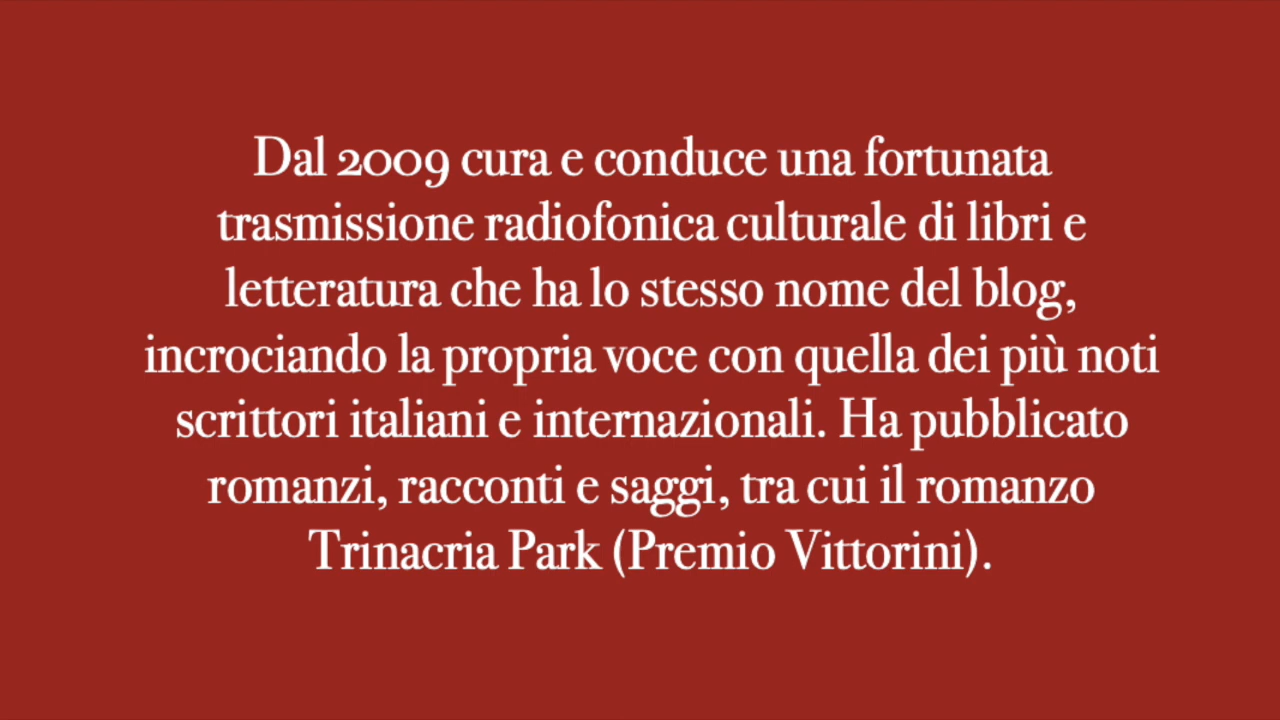 Dal 2009 cura e conduce una fortunata
trasmissione radiofonica culturale di libri e
letteratura che ha lo stesso nome del blog,
incrociando la propria voce con quella dei più noti
scrittori italiani e internazionali. Ha pubblicato
romanzi, racconti e saggi, tra cui il romanzo
Trinacria Park (Premio Vittorini).